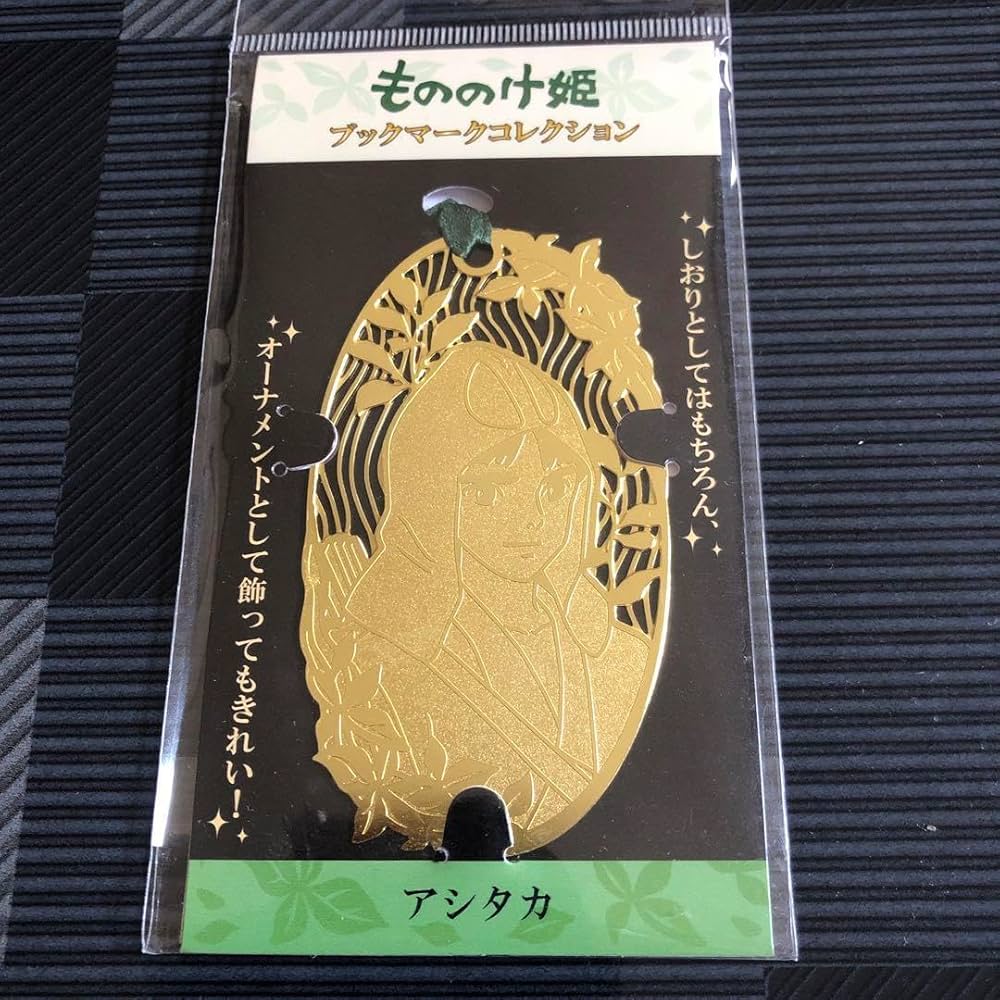 もののけ姫
ブックマークコレクション
しおりとしてはもちろん、
オーナメントとして飾ってもきれい！
アシタカ